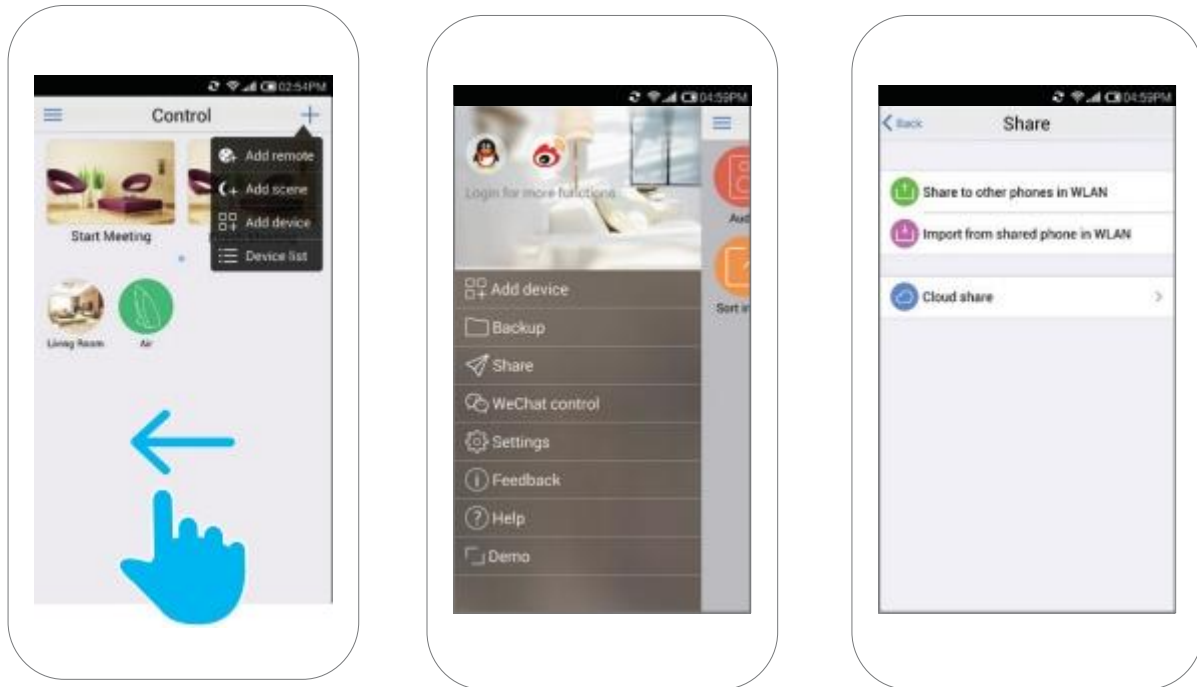 02:54PM
Control
Add remote
Add scene
Add device
Device list
Start Meeting
Living Room
Air
04:59PM
Login for more functions
Add device
Backup
Share
WeChat control
Settings
Feedback
Help
Demo
Aud
Sort in
04:59PM
Back
Share
Share to other phones in WLAN
Import from shared phone in WLAN
Cloud share